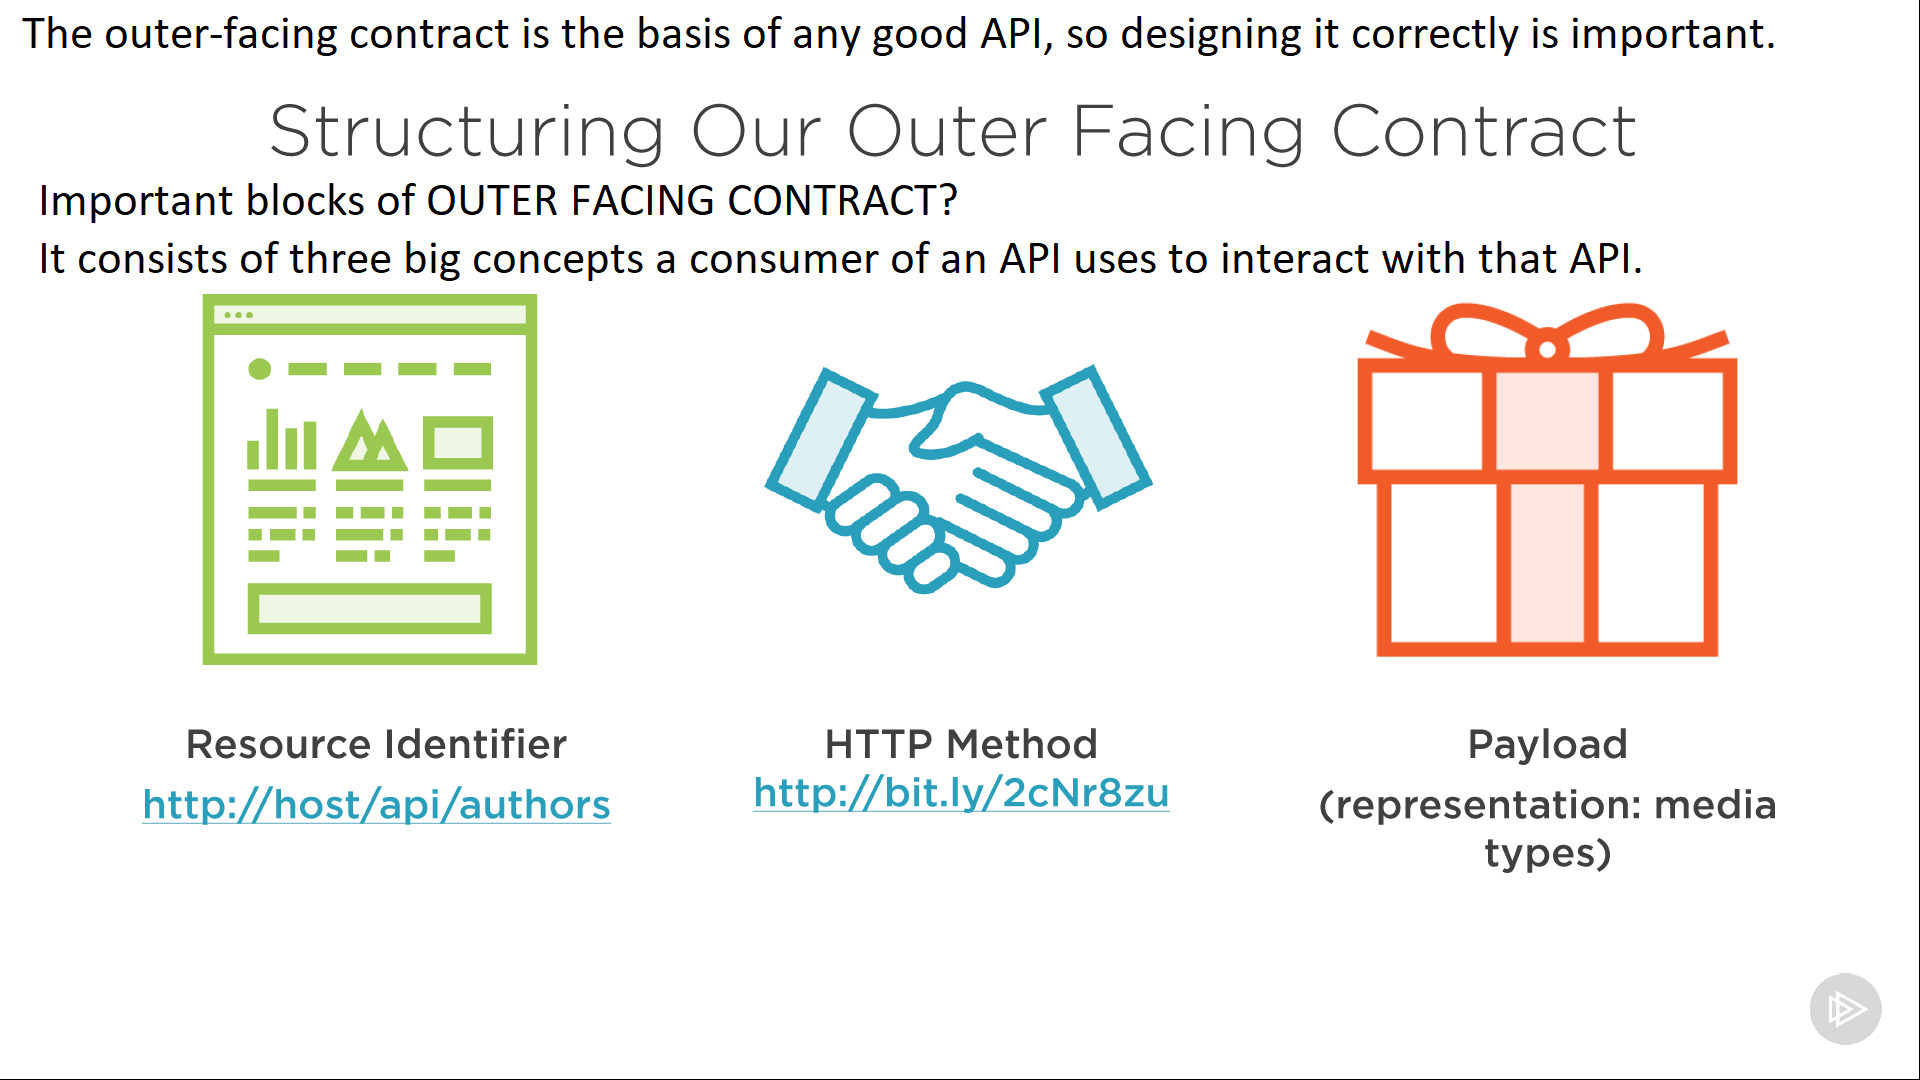 The outer-facing contract is the basis of any good API, so designing it correctly is important.
Structuring Our Outer Facing Contract
Important blocks of OUTER FACING CONTRACT?
It consists of three big concepts a consumer of an API uses to interact with that API.
Resource Identifier
http://host/api/authors
HTTP Method
http://bit.ly/2cNr8zu
Payload
(representation: media
types)